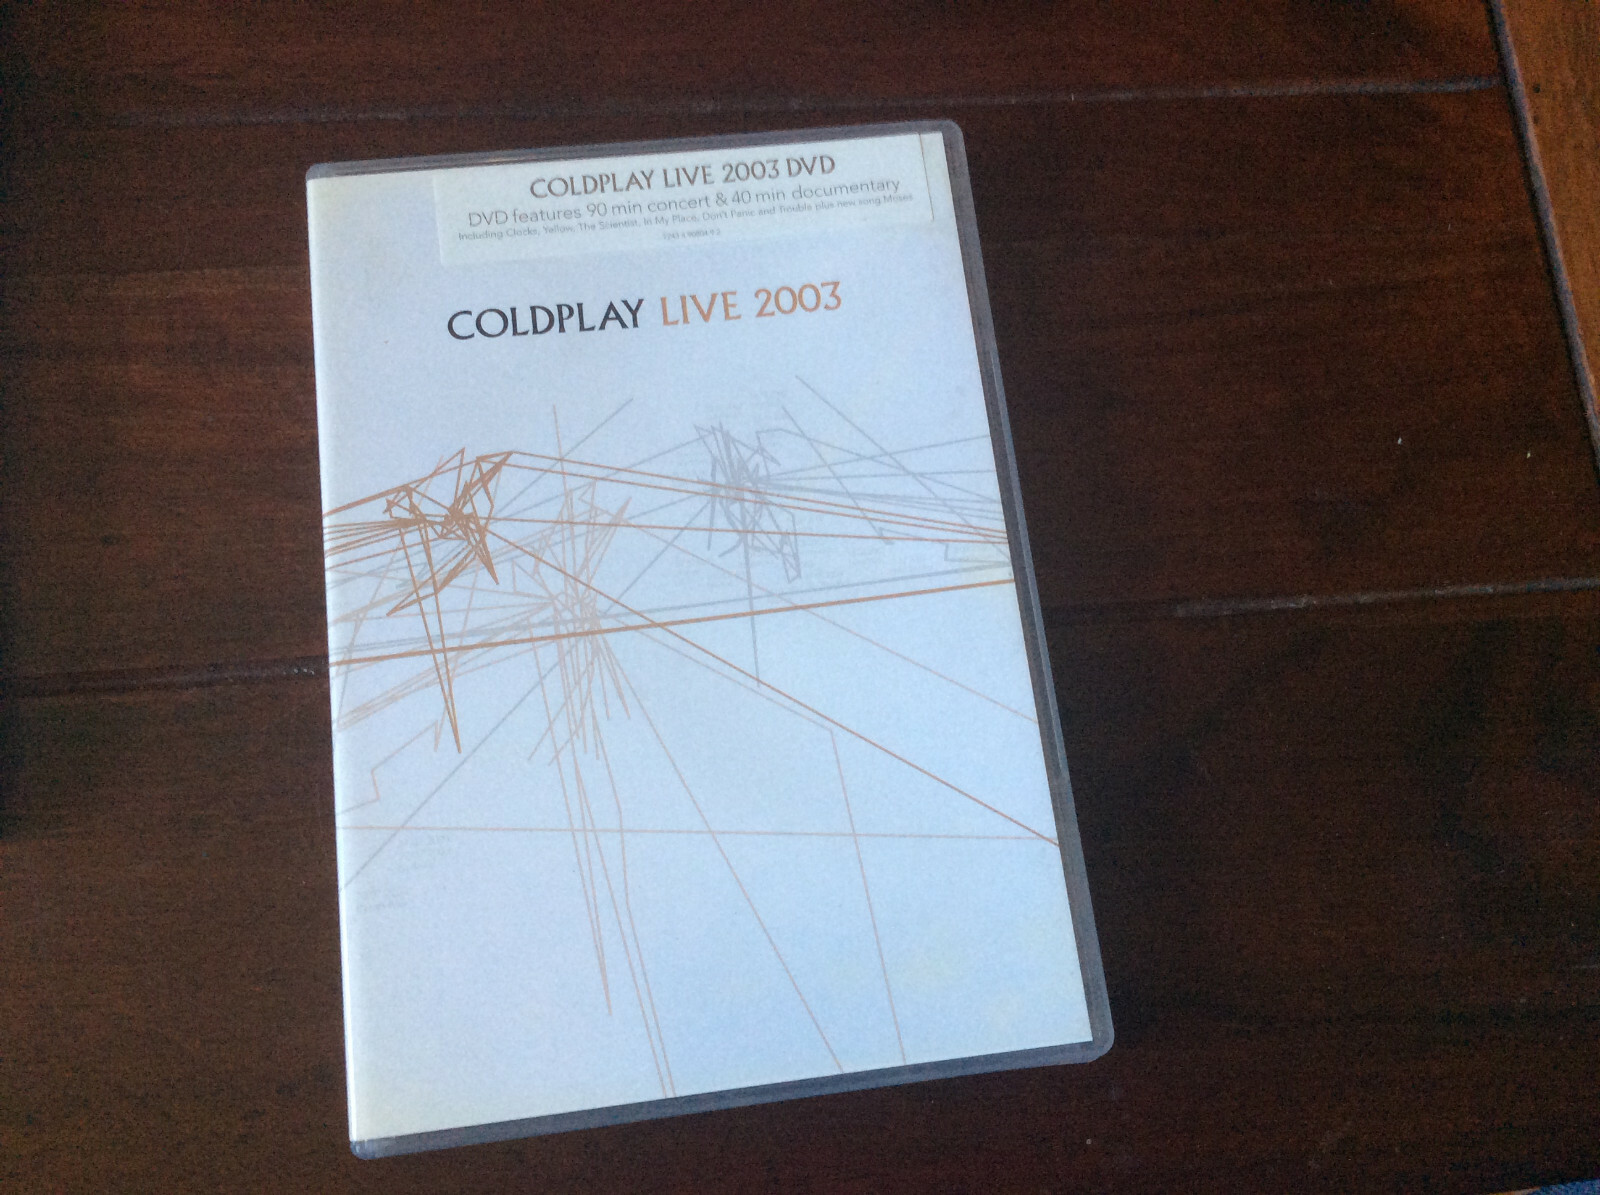 COLDPLAY LIVE 2003 DVD
DVD features 90 min concert & 40 min documentary
Including Clocks, Yellow, The Scientist, In My Place, Don't Panic and Trouble plus new song Moses
COLDPLAY LIVE 2003